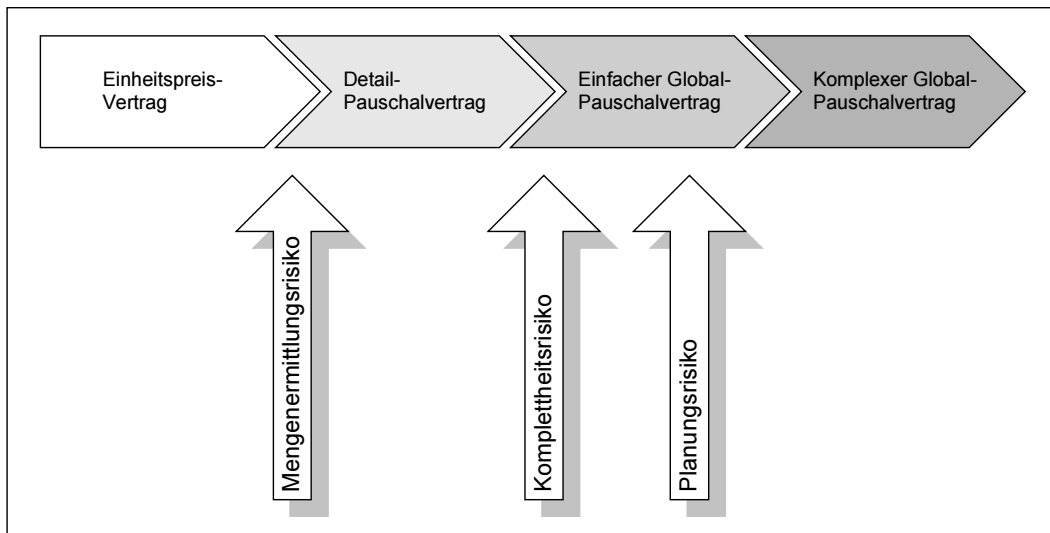 Einheitspreis-
Vertrag
Detail-
Pauschalvertrag
Einfacher Global-
Pauschalvertrag
Komplexer Global-
Pauschalvertrag
Mengenermittlungsrisiko
Komplettheitsrisiko
Planungsrisiko